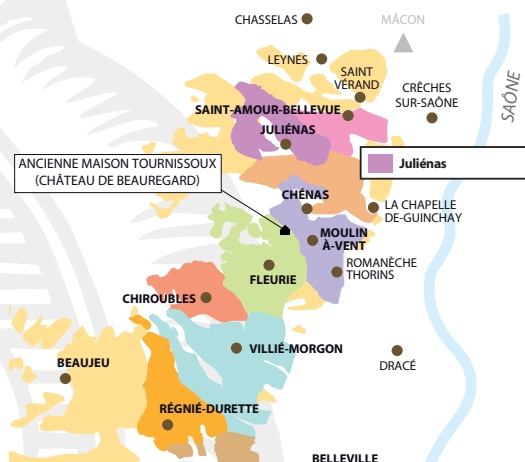 CHASSELAS
MÂCON
LEYNES
SAINT
VÉRAND
CRÊCHES
SUR-SAÔNE
SAÔNE
SAINT-AMOUR-BELLEVUE
JULIÉNAS
Juliénas
ANCIENNE MAISON TOURNISSOUX
(CHÂTEAU DE BEAUREGARD)
CHÉNAS
LA CHAPELLE
DE-GUINCHAY
MOULIN
À-VENT
ROMANÈCHE
THORINS
FLEURIE
CHIROUBLES
VILLIÉ-MORGON
DRACÉ
BEAUJEU
RÉGNIÉ-DURETTE
BELLEVILLE